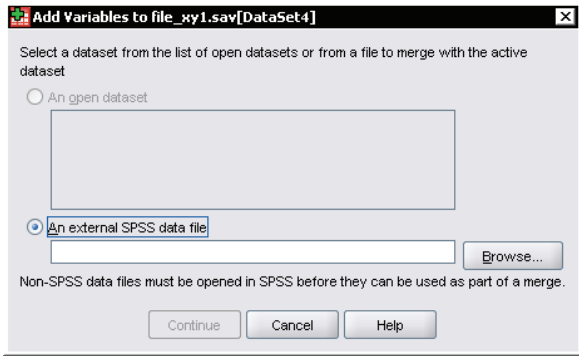 Add Variables to file_xy1.sav[DataSet4]
Select a dataset from the list of open datasets or from a file to merge with the active
dataset
An open dataset
An external SPSS data file
Browse...
Non-SPSS data files must be opened in SPSS before they can be used as part of a merge.
Continue Cancel Help